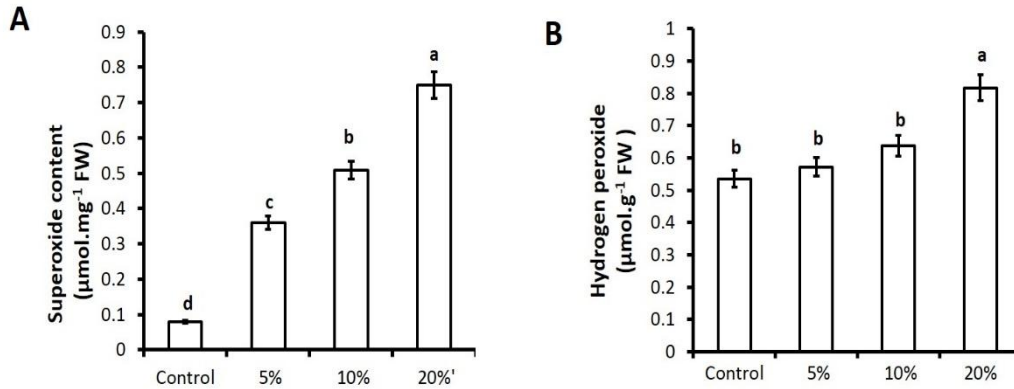 A
Superoxide content
(µmol.mg⁻¹ FW)
0.9
0.8
0.7
0.6
0.5
0.4
0.3
0.2
0.1
0
d
c
b
a
Control 5% 10% 20%'
B
Hydrogen peroxide
(µmol.g⁻¹ FW )
1
0.9
0.8
0.7
0.6
0.5
0.4
0.3
0.2
0.1
0
b
b
b
a
Control 5% 10% 20%